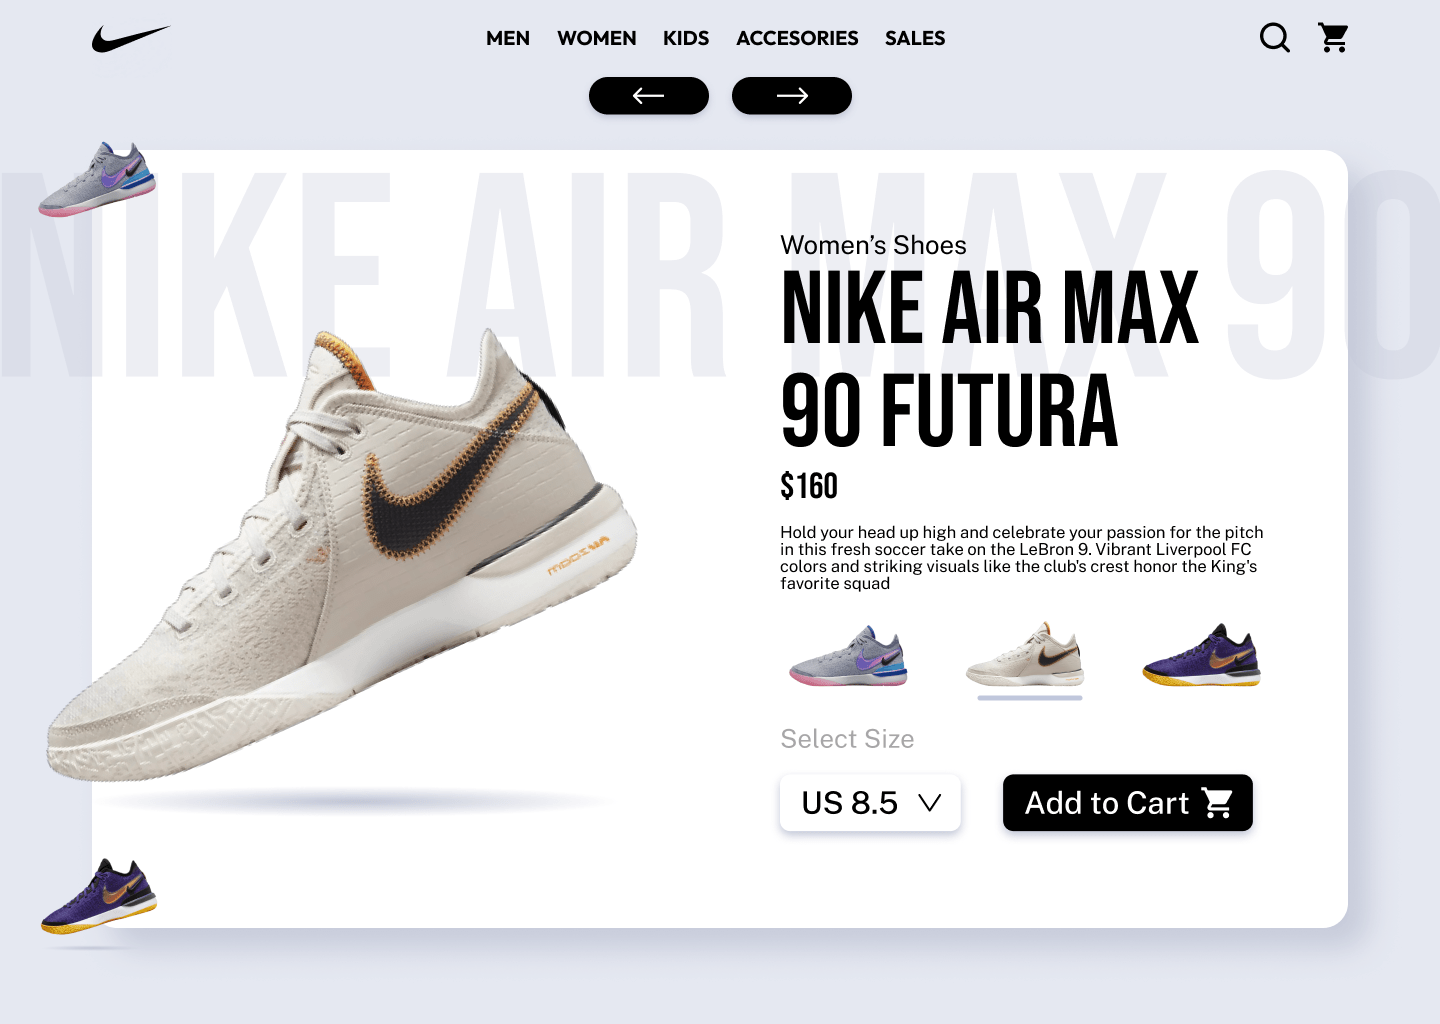 MEN WOMEN KIDS ACCESORIES SALES
NIKE AIR MAX 90
Women’s Shoes
NIKE AIR MAX
90 FUTURA
$160
Hold your head up high and celebrate your passion for the pitch
in this fresh soccer take on the LeBron 9. Vibrant Liverpool FC
colors and striking visuals like the club's crest honor the King's
favorite squad
Select Size
US 8.5
Add to Cart